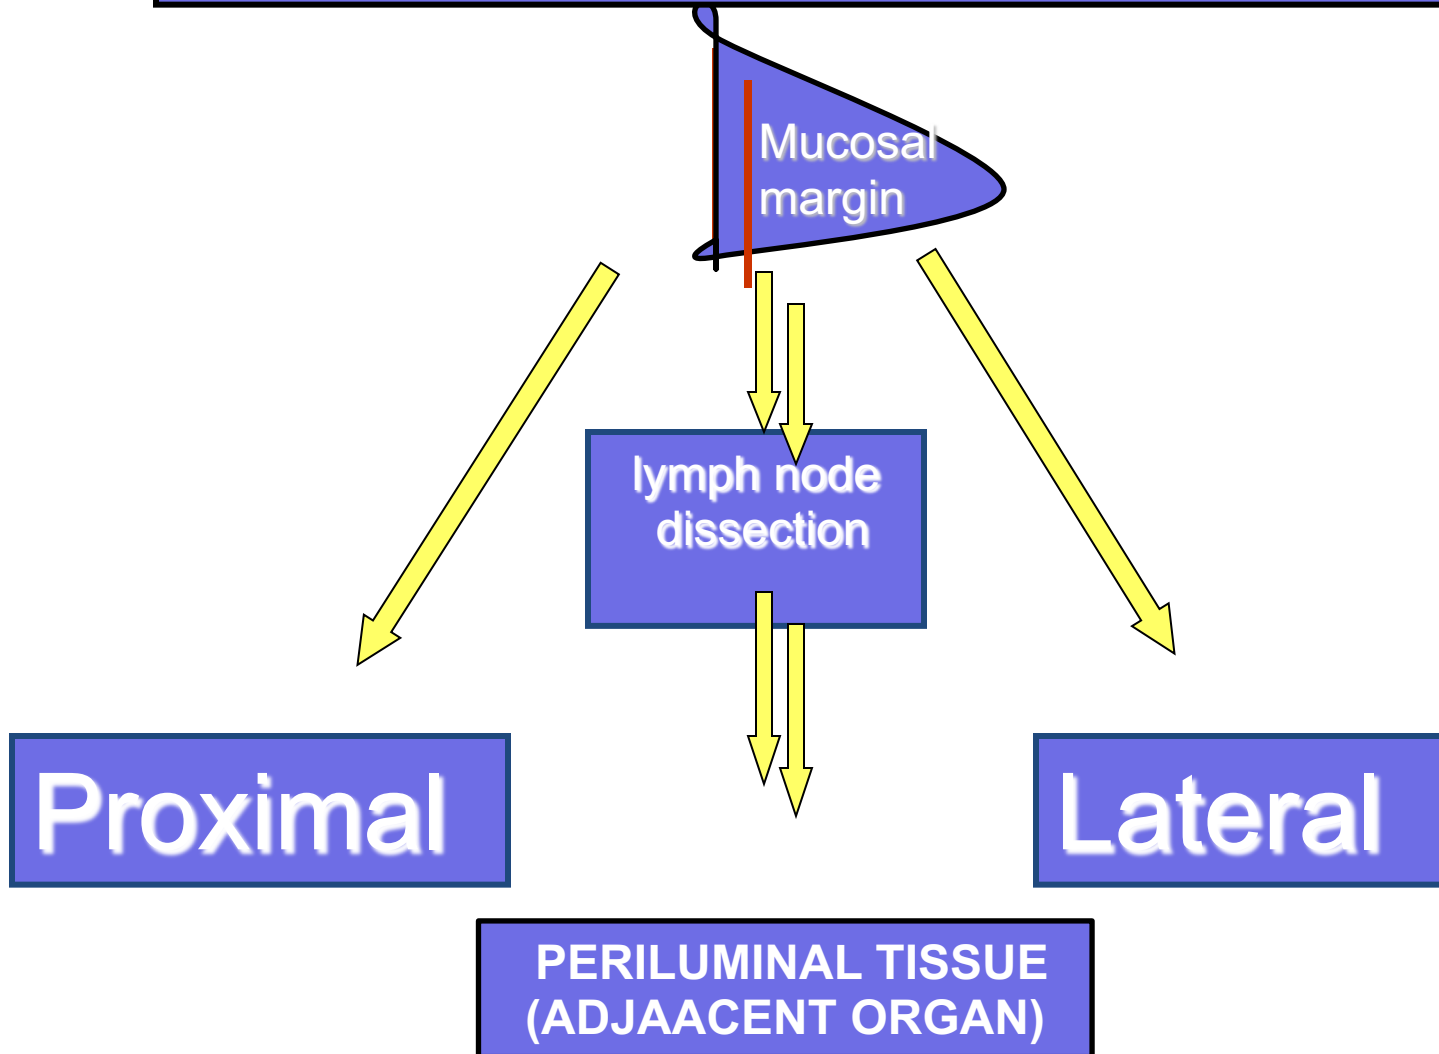 Mucosal
margin
lymph node
dissection
Proximal
Lateral
PERILUMINAL TISSUE
(ADJAACENT ORGAN)